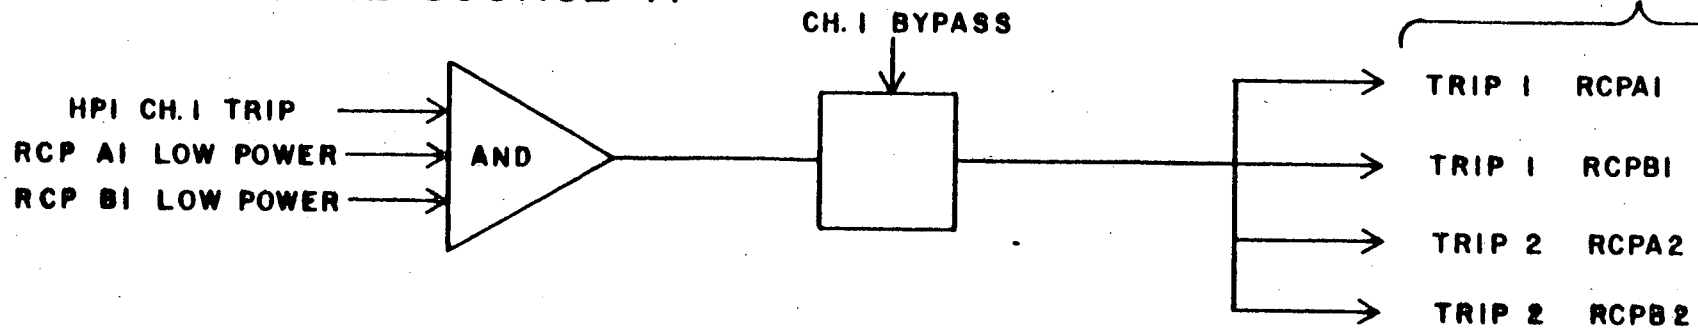 CH. 1 BYPASS
HPI CH. 1 TRIP
RCP A1 LOW POWER
RCP B1 LOW POWER
AND
TRIP 1 RCPA1
TRIP 1 RCPB1
TRIP 2 RCPA2
TRIP 2 RCPB2